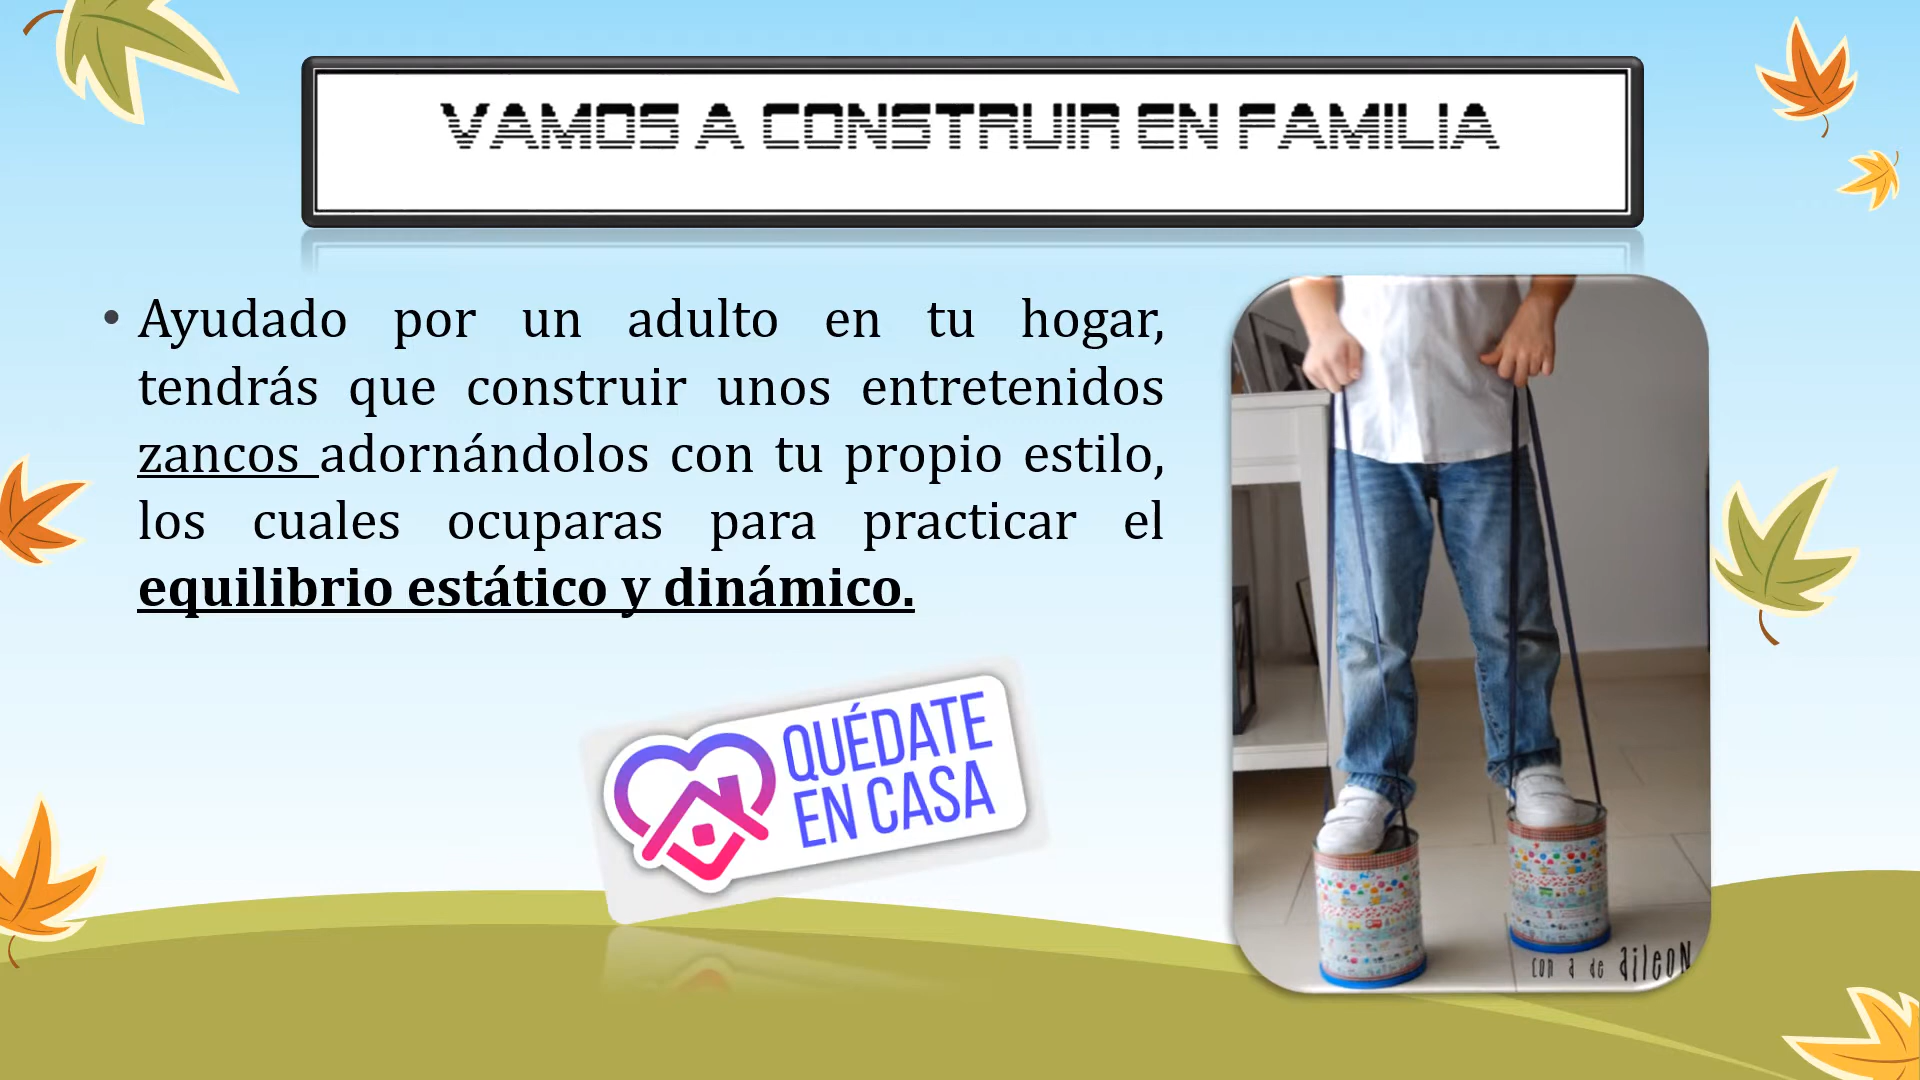 VAMOS A CONSTRUIR EN FAMILIA
• Ayudado por un adulto en tu hogar,
tendrás que construir unos entretenidos
zancos adornándolos con tu propio estilo,
los cuales ocuparas para practicar el
equilibrio estático y dinámico.
QUÉDATE
EN CASA
con a de aileoN